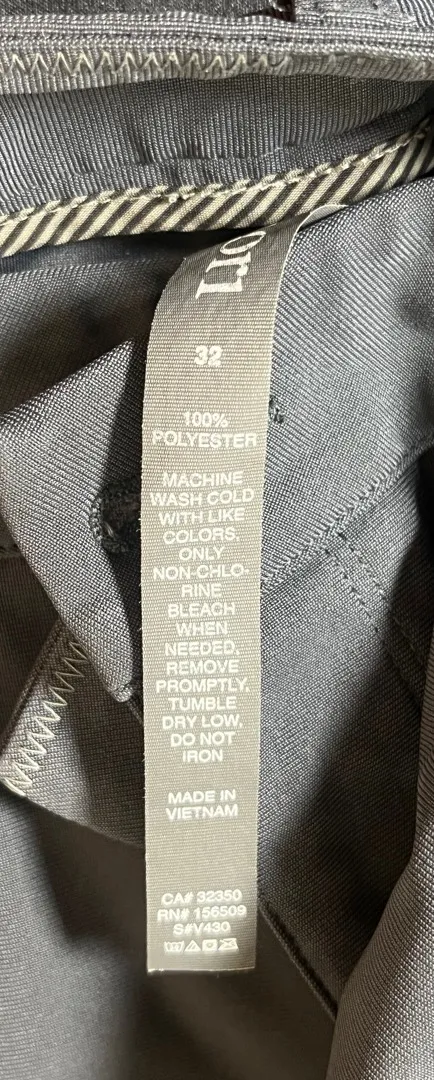 ori
32
100%
POLYESTER
MACHINE
WASH COLD
WITH LIKE
COLORS,
ONLY
NON-CHLO-
RINE
BLEACH
WHEN
NEEDED,
REMOVE
PROMPTLY,
TUMBLE
DRY LOW,
DO NOT
IRON
MADE IN
VIETNAM
CA# 32350
RN# 156509
S#V430